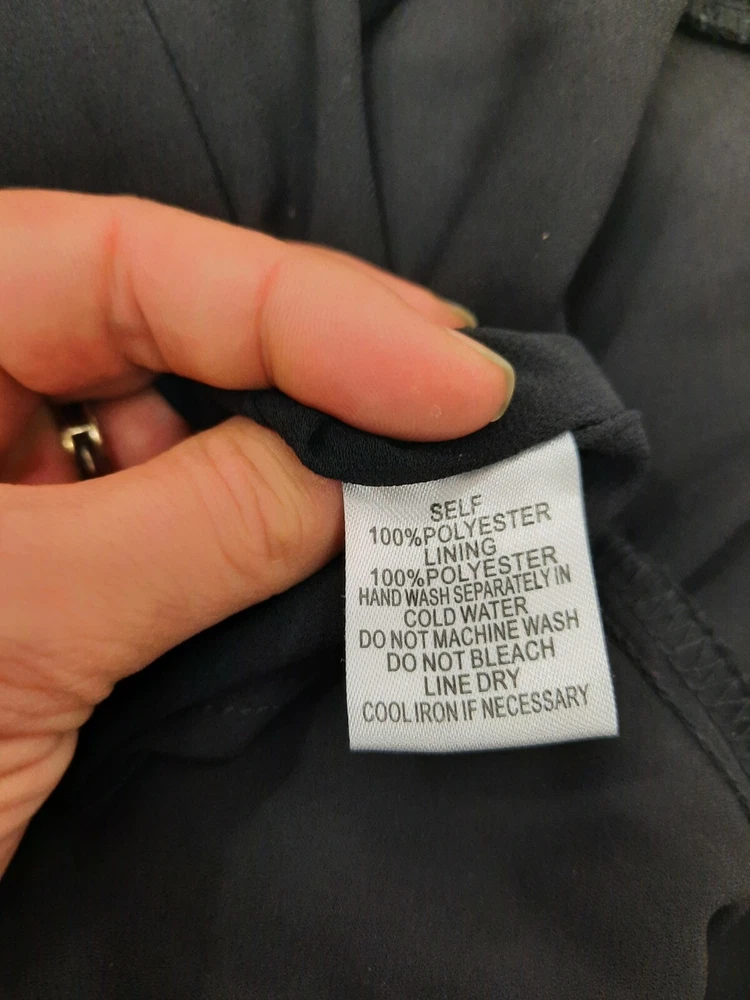 SELF
100%POLYESTER
LINING
100%POLYESTER
HAND WASH SEPARATELY IN
COLD WATER
DO NOT MACHINE WASH
DO NOT BLEACH
LINE DRY
COOL IRON IF NECESSARY